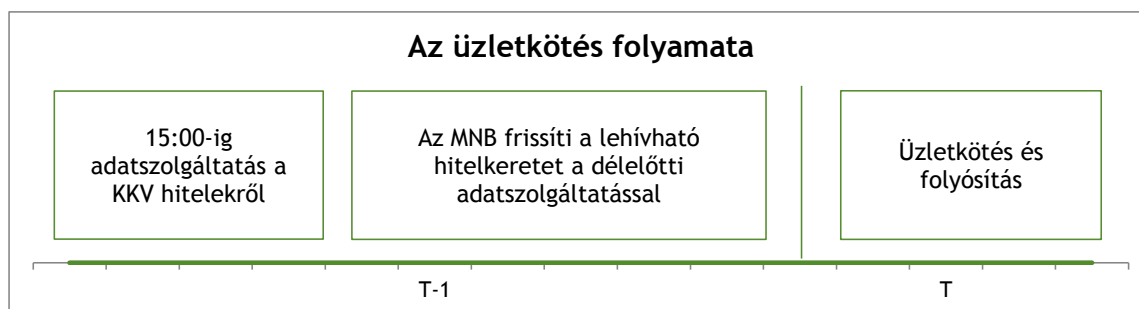 Az üzletkötés folyamata
15:00-ig
adatszolgáltatás a
KKV hitelekről
Az MNB frissíti a lehívható
hitelkeretet a délelőtti
adatszolgáltatással
Üzletkötés és
folyósítás
T-1
T